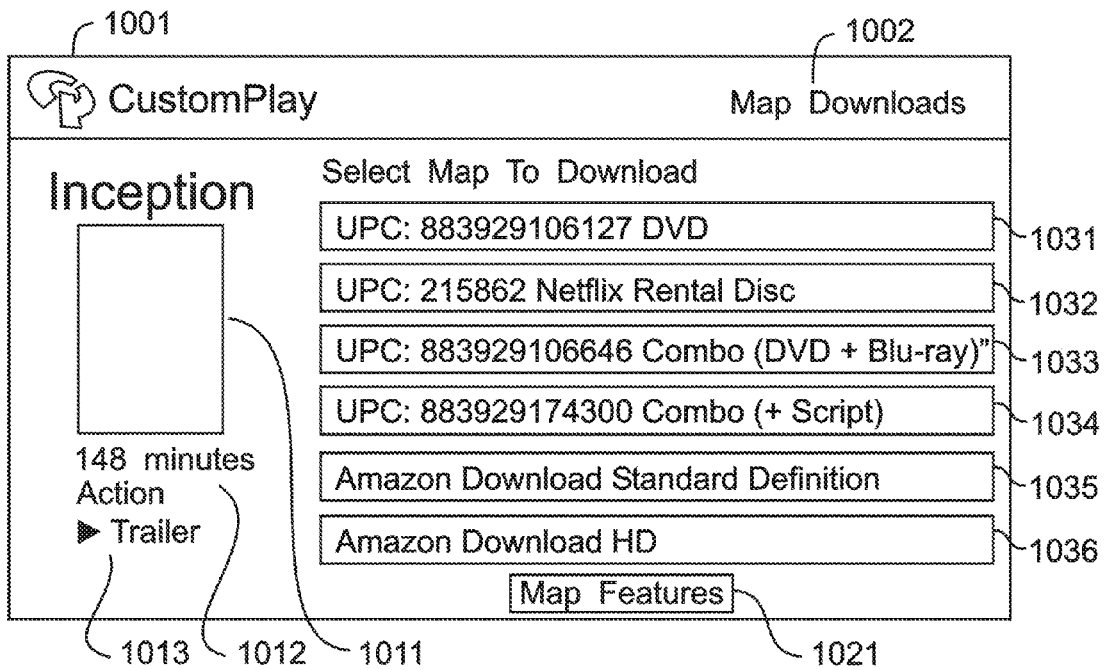 1001
1002
CustomPlay
Map Downloads
Inception
Select Map To Download
UPC: 883929106127 DVD
1031
UPC: 215862 Netflix Rental Disc
1032
UPC: 883929106646 Combo (DVD + Blu-ray)”
1033
UPC: 883929174300 Combo (+ Script)
1034
148 minutes
Action
Trailer
Amazon Download Standard Definition
1035
Amazon Download HD
1036
Map Features
1013
1012
1011
1021